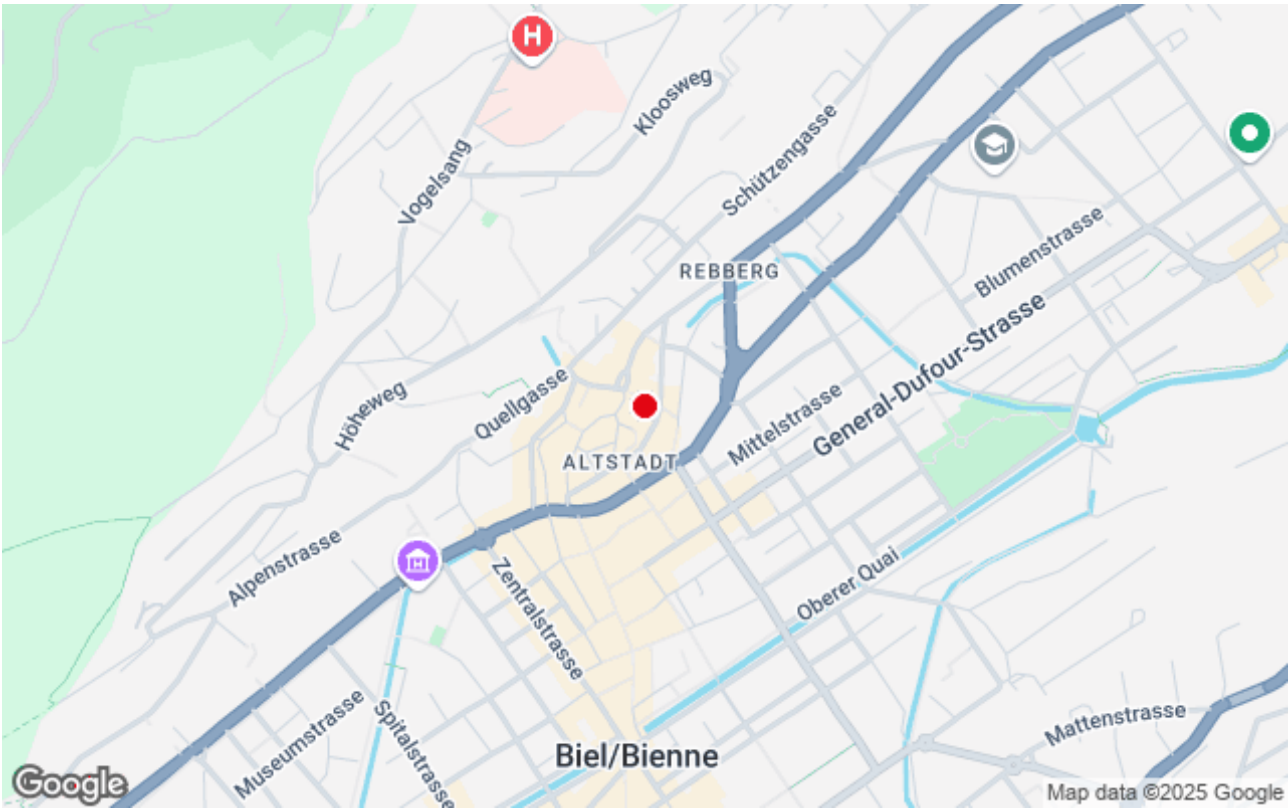 H
Kloosweg
Vogelsang
Schützengasse
REBBERG
Blumenstrasse
General-Dufour-Strasse
Höheweg
Quellgasse
Mittelstrasse
ALTSTADT
Alpenstrasse
Zentralstrasse
Oberer Quai
Museumstrasse
Spitalstrasse
Mattenstrasse
Biel/Bienne
Google
Map data ©2025 Google